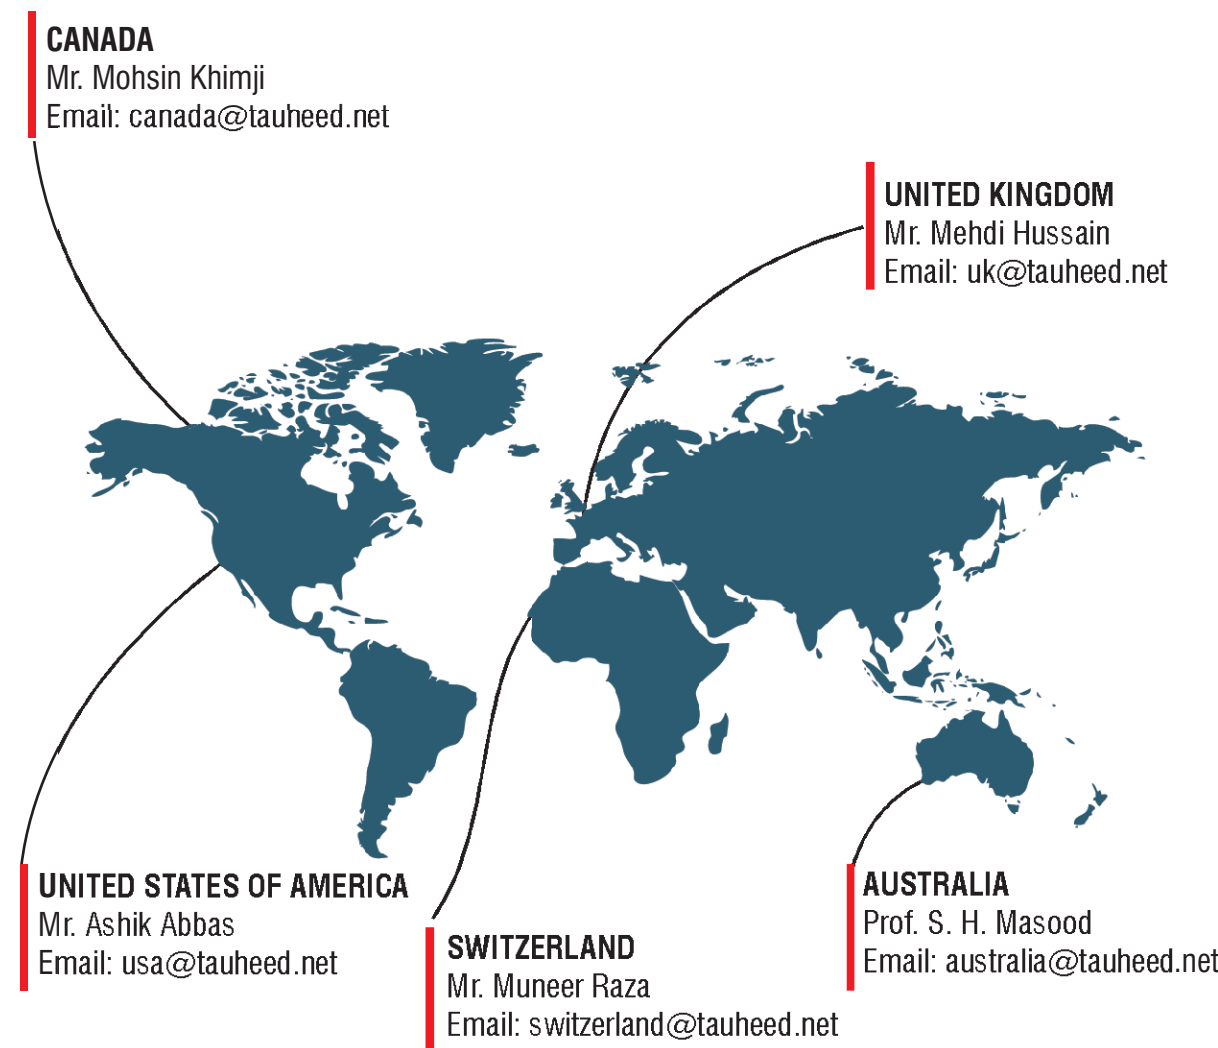 CANADA
Mr. Mohsin Khimji
Email: canada@tauheed.net
UNITED KINGDOM
Mr. Mehdi Hussain
Email: uk@tauheed.net
UNITED STATES OF AMERICA
Mr. Ashik Abbas
Email: usa@tauheed.net
SWITZERLAND
Mr. Muneer Raza
Email: switzerland@tauheed.net
AUSTRALIA
Prof. S. H. Masood
Email: australia@tauheed.net